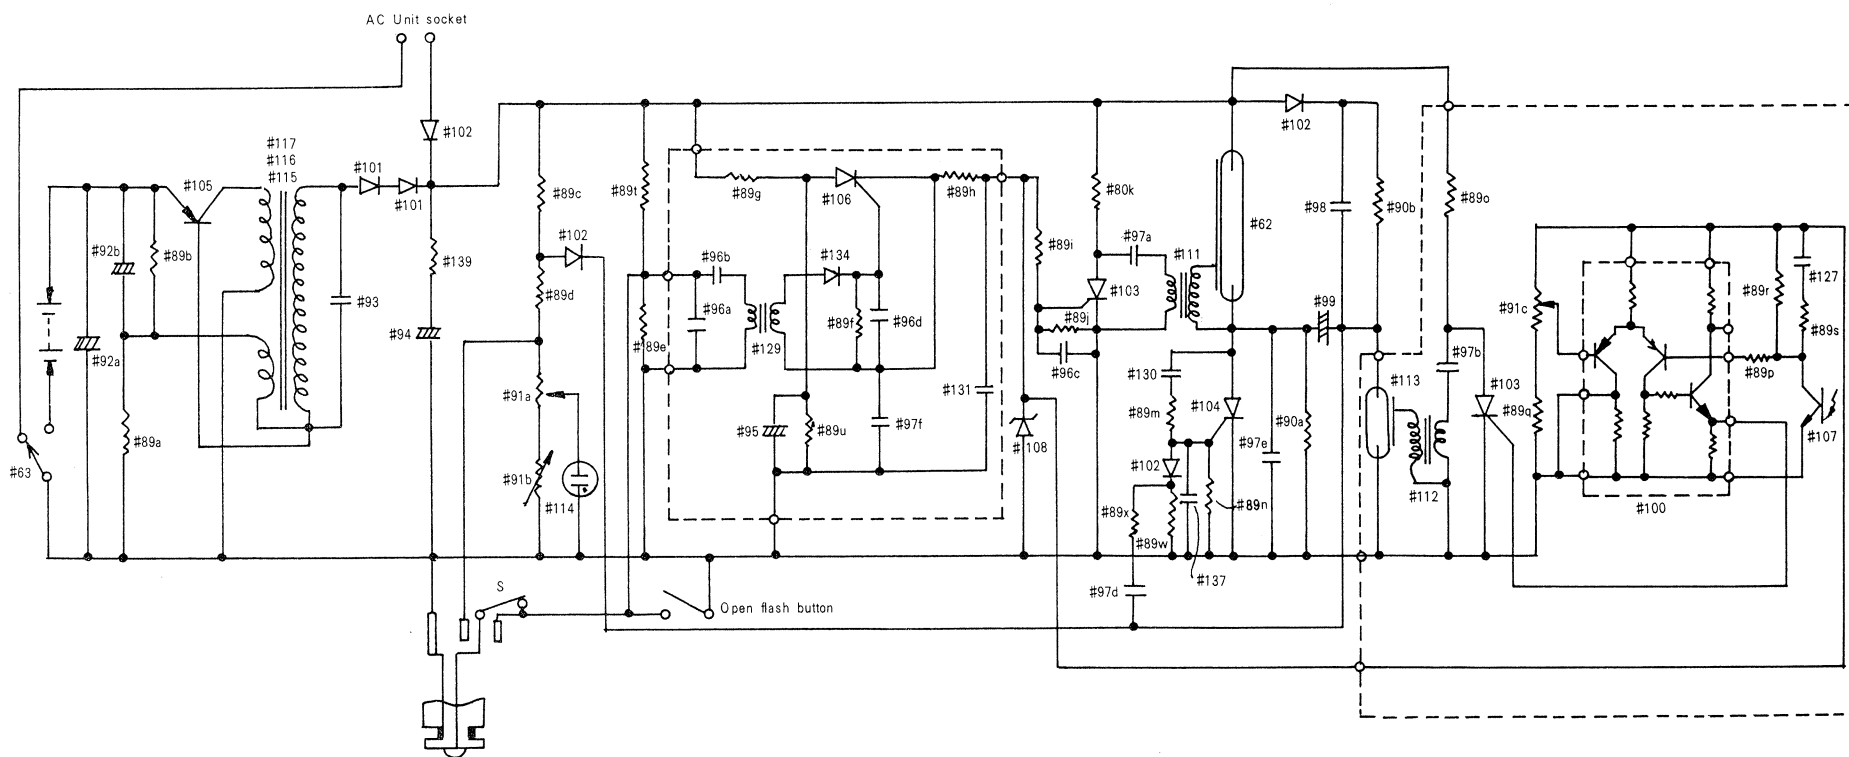 AC Unit socket
#102
#117
#116
#115
#105
#101
#101
#92b
#89b
#93
#139
#94
#92a
#89a
#63
#89c
#102
#89d
#91a
#91b
#114
#89t
#89e
#96b
#96a
#129
#89g
#106
#134
#89f
#96d
#95
#89u
#97f
#89h
#131
#108
#80k
#89i
#97a
#111
#103
#89j
#96c
#62
#102
#98
#90b
#99
#130
#89m
#104
#97e
#90a
#102
#89x
#89w
#89n
#137
#97d
#89o
#97b
#113
#103
#112
#91c
#89q
#89r
#127
#89s
#89p
#107
#100
S
Open flash button